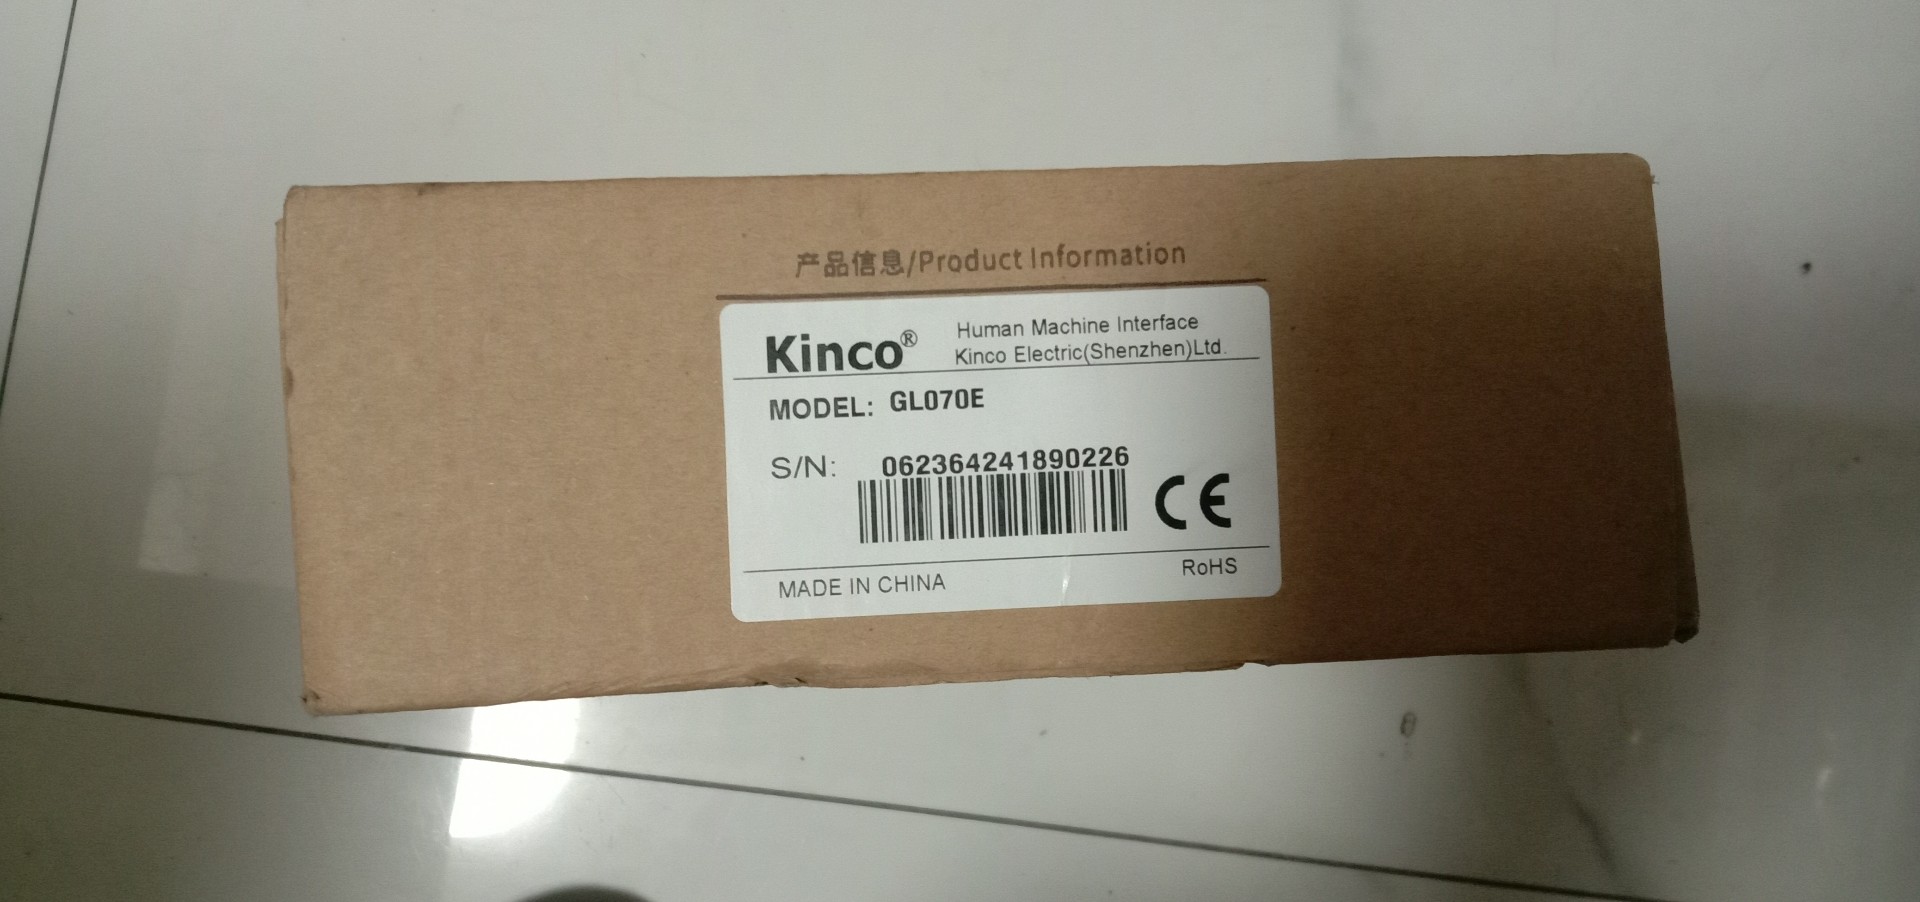 产品信息/Product Information
Kinco® Human Machine Interface
Kinco Electric(Shenzhen)Ltd.
MODEL: GL070E
S/N: 062364241890226
CE
MADE IN CHINA RoHS